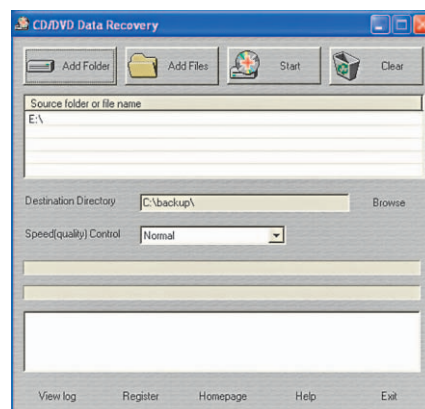 CD/DVD Data Recovery
Add Folder Add Files Start Clear
Source folder or file name
E:\
Destination Directory C:\backup\ Browse
Speed(quality) Control Normal
View log Register Homepage Help Exit